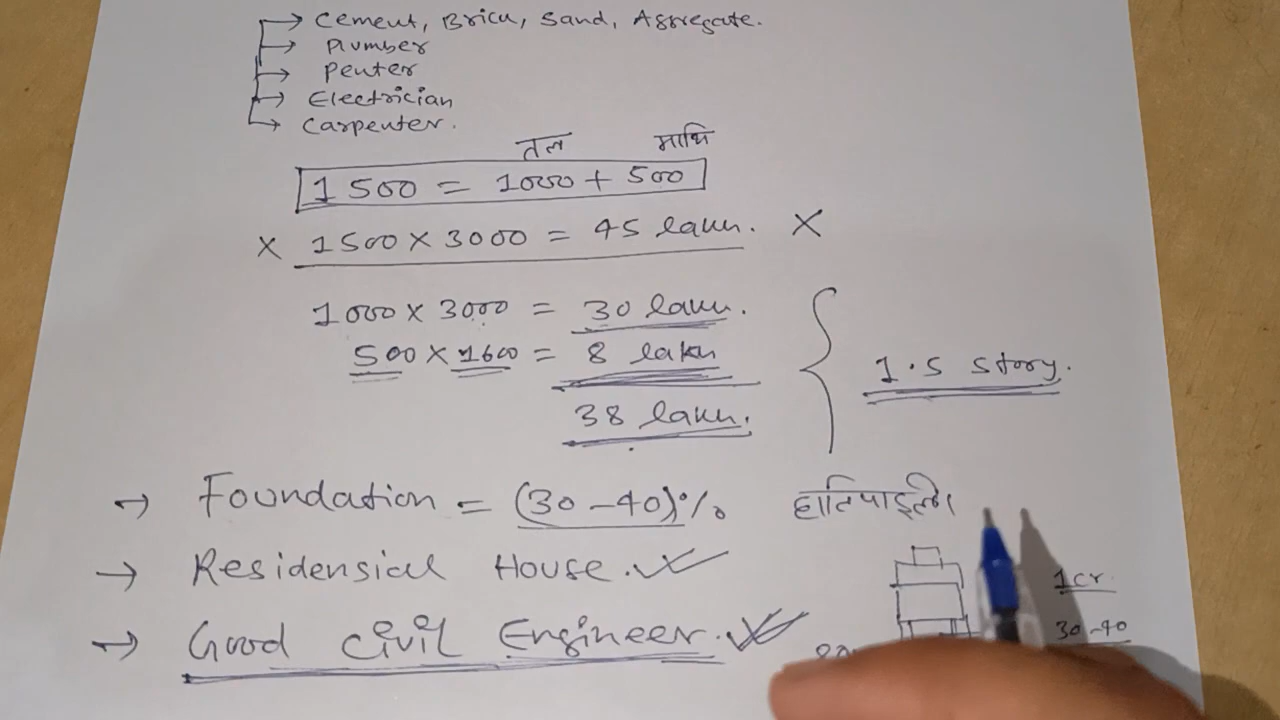 → Cement, Bricu, Sand, Aggregate.
→ Plumber
→ Penter
→ Electrician
→ Carpenter.
तल माथि
1500 = 1000 + 500
× 1500 × 3000 = 45 lakh. ×
1000 × 3000 = 30 lakh.
500 × 1600 = 8 lakh
38 lakh.
1.5 story.
→ Foundation = (30-40)%
→ Residensial House. ✓
→ Good civil Engineer. ✓
1cr.
30-40